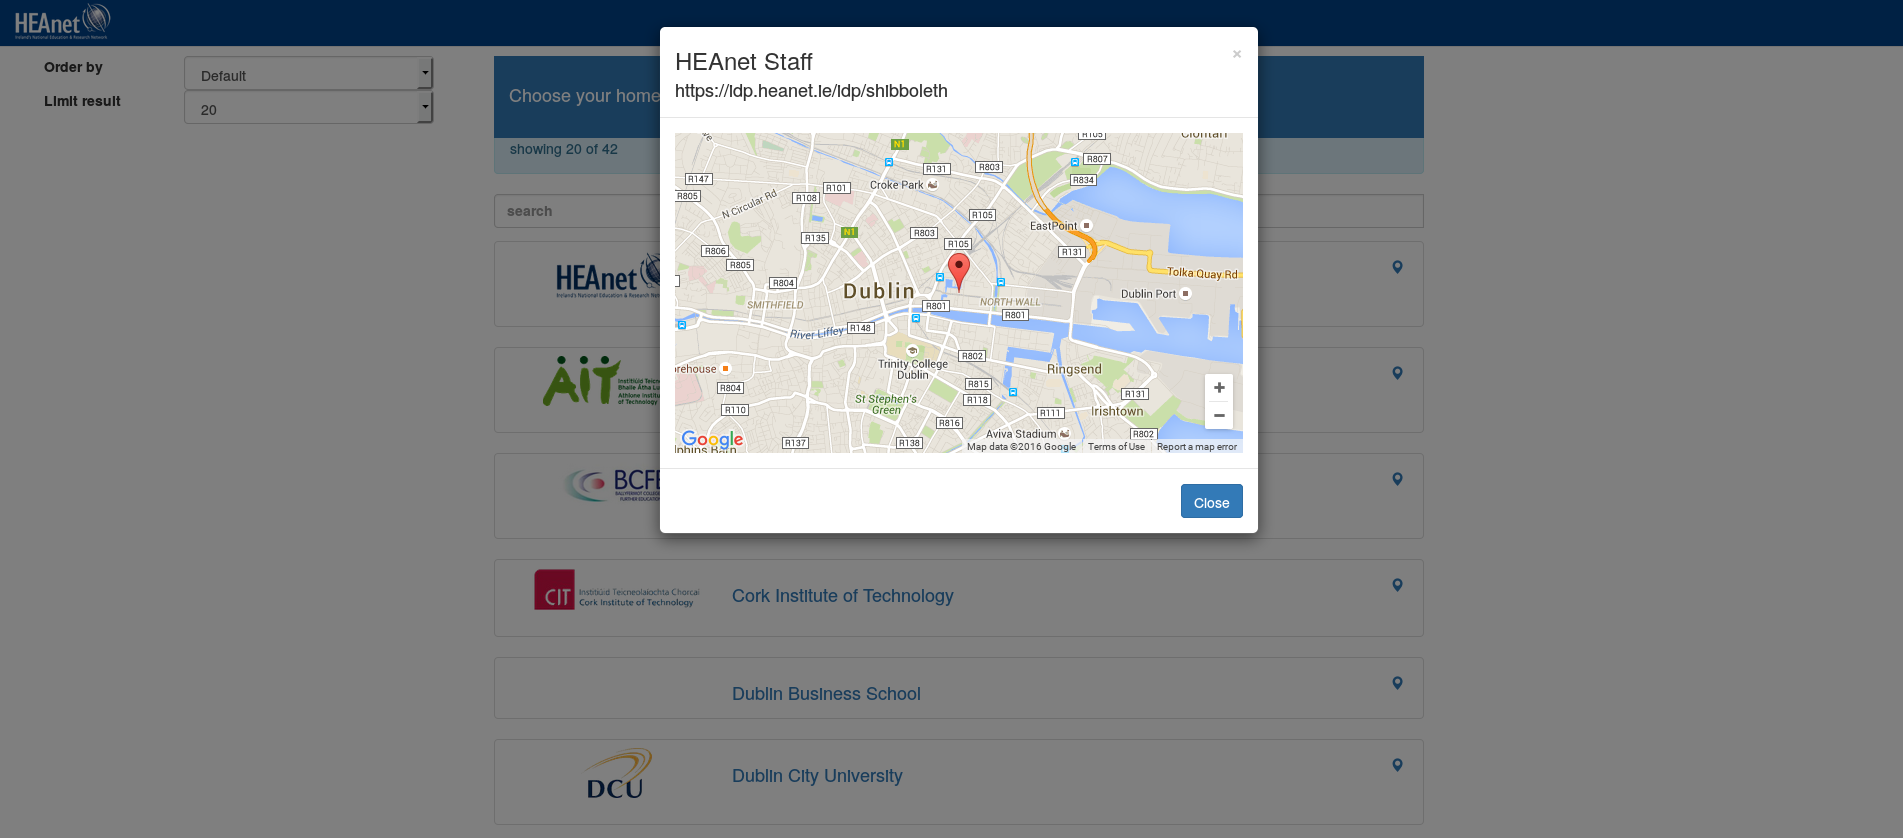 HEAnet
Ireland's National Education & Research Network
Order by
Default
Limit result
20
Choose your home
showing 20 of 42
search
HEAnet Staff
×
https://idp.heanet.ie/idp/shibboleth
R105
Clontarf
N1
R131
R803
R807
R147
R101
Croke Park
R834
R805
R108
N Circular Rd
R105
EastPoint
R135
N1
R803
R105
R131
R806
R805
Tolka Quay Rd
R804
Dublin
Dublin Port
SMITHFIELD
R801
NORTH WALL
R801
River Liffey
R148
Trinity College
Dublin
R802
Ringsend
orehouse
R804
R815
R118
R131
R110
St Stephen's
Green
R111
Irishtown
R816
Aviva Stadium
R802
R137
R138
Google
lphins Barn
Map data ©2016 Google
Terms of Use
Report a map error
Close
HEAnet
Ireland's National Education & Research
AIT
Institiúid Teicne
Bhaile Átha Lu
Athlone Institute
of Technology
BCFE
BALLYFERMOT COLLEGE
FURTHER EDUCATION
CIT
Institiúid Teicneolaíochta Chorcaí
Cork Institute of Technology
Cork Institute of Technology
Dublin Business School
DCU
Dublin City University